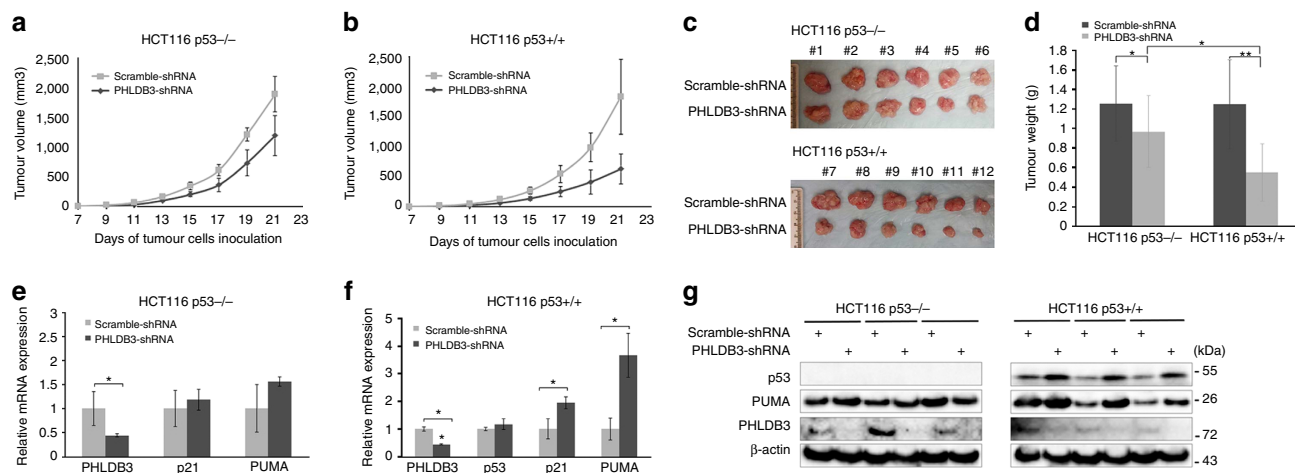 a
HCT116 p53–/–
Tumour volume (mm3)
2,500
2,000
1,500
1,000
500
0
Scramble-shRNA
PHLDB3-shRNA
7 9 11 13 15 17 19 21 23
Days of tumour cells inoculation
b
HCT116 p53+/+
Tumour volume (mm3)
2,500
2,000
1,500
1,000
500
0
Scramble-shRNA
PHLDB3-shRNA
7 9 11 13 15 17 19 21 23
Days of tumour cells inoculation
c
HCT116 p53–/–
#1 #2 #3 #4 #5 #6
Scramble-shRNA
PHLDB3-shRNA
HCT116 p53+/+
#7 #8 #9 #10 #11 #12
Scramble-shRNA
PHLDB3-shRNA
d
Scramble-shRNA
PHLDB3-shRNA
Tumour weight (g)
1.8
1.6
1.4
1.2
1
0.8
0.6
0.4
0.2
0
* * **
HCT116 p53–/– HCT116 p53+/+
e
HCT116 p53–/–
Relative mRNA expression
3
2.5
2
1.5
1
0.5
0
Scramble-shRNA
PHLDB3-shRNA
*
PHLDB3 p21 PUMA
f
HCT116 p53+/+
Relative mRNA expression
5
4
3
2
1
0
Scramble-shRNA
PHLDB3-shRNA
* * * *
PHLDB3 p53 p21 PUMA
g
HCT116 p53–/– HCT116 p53+/+
Scramble-shRNA + + + + + +
PHLDB3-shRNA + + + + + + (kDa)
p53 - 55
PUMA - 26
PHLDB3 - 72
β-actin - 43